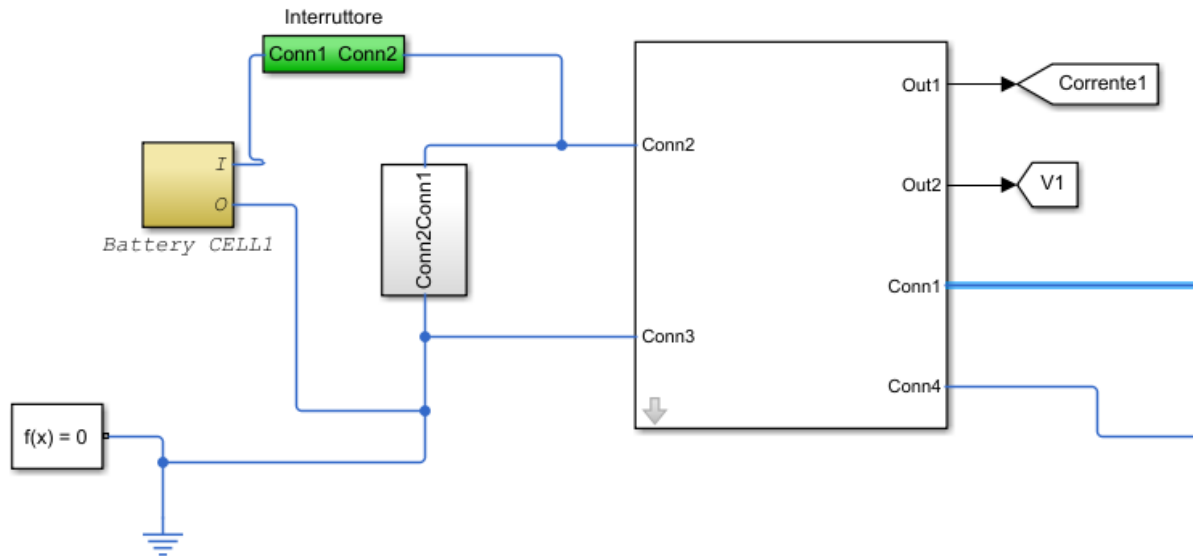 Interruttore
Conn1 Conn2
Out1
Corrente1
Conn2
I
Out2
V1
O
Battery CELL1
Conn2Conn1
Conn1
Conn3
Conn4
f(x) = 0